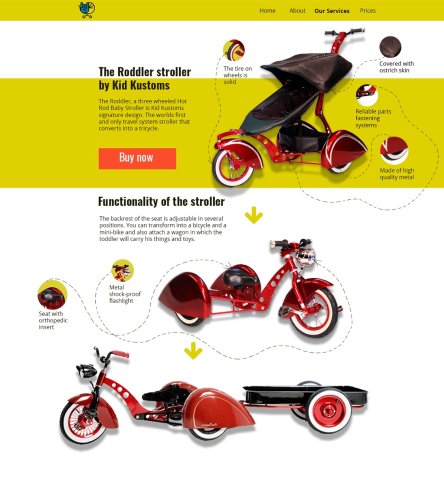 Home About Our Services Prices
The Roddler stroller
by Kid Kustoms
The Roddler, a three wheeled Hot
Rod Baby Stroller is Kid Kustoms
signature design. The worlds first
and only travel system stroller that
converts into a tricycle.
Buy now
The tire on
wheels is
solid
Covered with
ostrich skin
Reliable parts
fastening
systems
Made of high
quality metal
Functionality of the stroller
The backrest of the seat is adjustable in several
positions. You can transform into a bicycle and a
mini-bike and also attach a wagon in which the
toddler will carry his things and toys.
Metal
shock-proof
flashlight
Seat with
orthopedic
insert